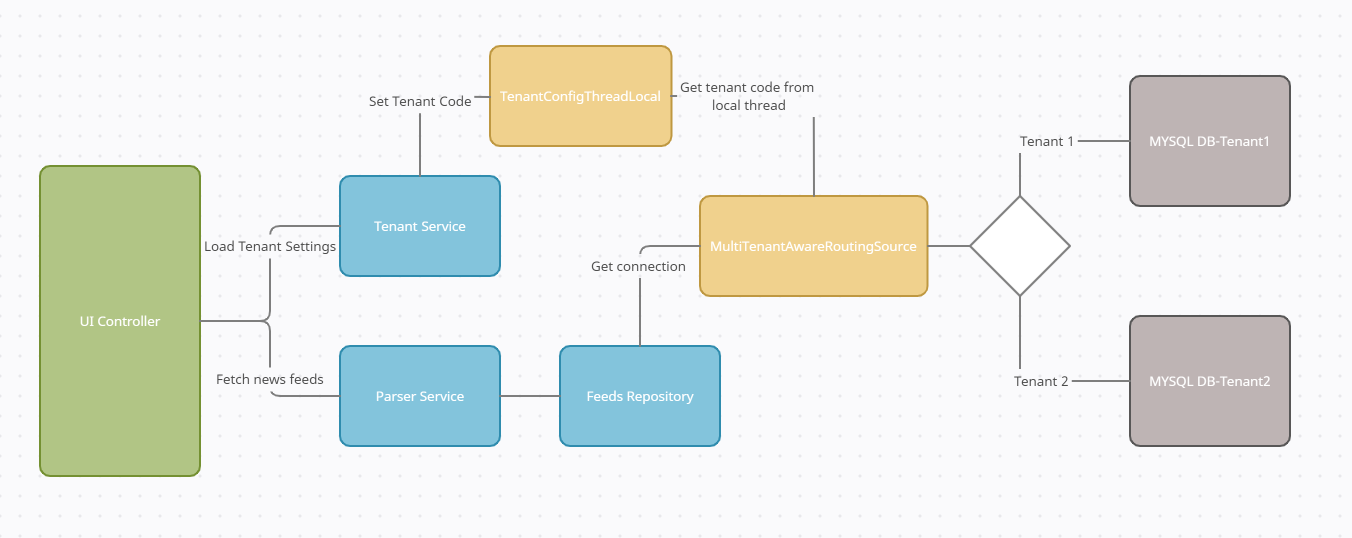 TenantConfigThreadLocal
Get tenant code from
local thread
Set Tenant Code
Tenant 1
MYSQL DB-Tenant1
Tenant Service
Load Tenant Settings
MultiTenantAwareRoutingSource
Get connection
UI Controller
Fetch news feeds
Parser Service
Feeds Repository
Tenant 2
MYSQL DB-Tenant2